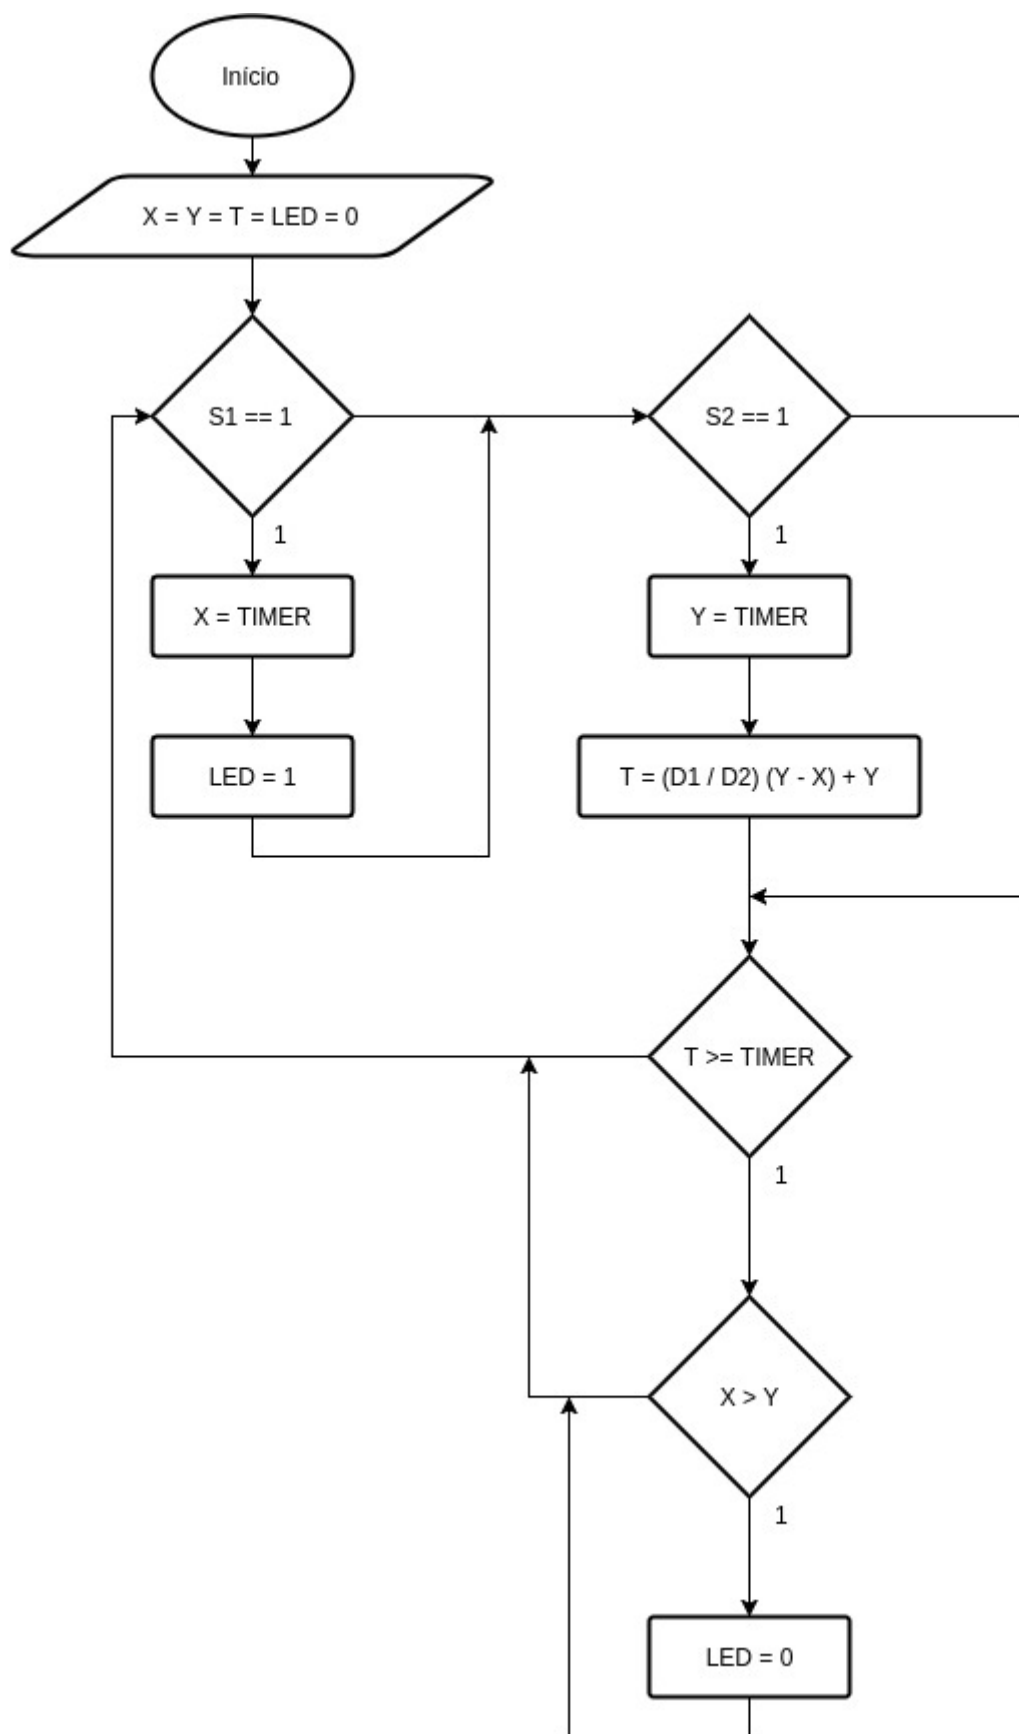 Início
X = Y = T = LED = 0
S1 == 1
S2 == 1
1
1
X = TIMER
Y = TIMER
LED = 1
T = (D1 / D2) (Y - X) + Y
T >= TIMER
1
X > Y
1
LED = 0